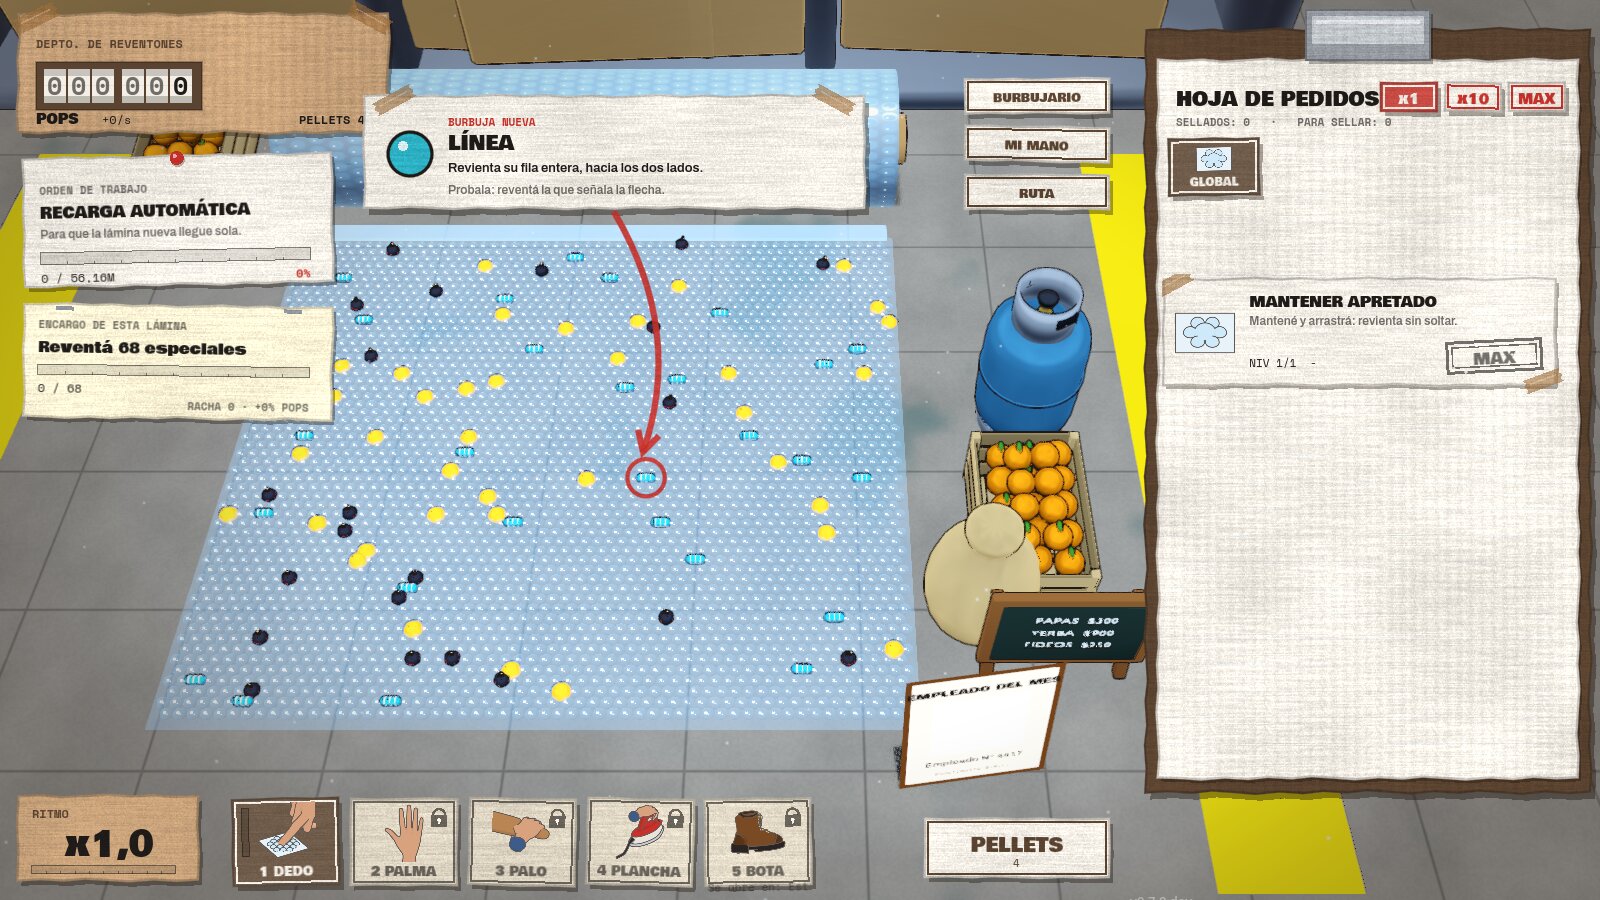 DEPTO. DE REVENTONES
000 000
POPS +0/s PELLETS 4
ORDEN DE TRABAJO
RECARGA AUTOMÁTICA
Para que la lámina nueva llegue sola.
0 / 56.16M 0%
ENCARGO DE ESTA LÁMINA
Reventá 68 especiales
0 / 68
RACHA 0 · +0% POPS
BURBUJA NUEVA
LÍNEA
Revienta su fila entera, hacia los dos lados.
Probala: reventá la que señala la flecha.
BURBUJARIO
MI MANO
RUTA
HOJA DE PEDIDOS x1 x10 MAX
SELLADOS: 0 · PARA SELLAR: 0
GLOBAL
MANTENER APRETADO
Mantené y arrastrá: revienta sin soltar.
NIV 1/1 -
MAX
PAPAS $300
YERBA $900
FIDEOS $250
EMPLEADO DEL MES
RITMO
x1,0
1 DEDO
2 PALMA
3 PALO
4 PLANCHA
5 BOTA
PELLETS
4